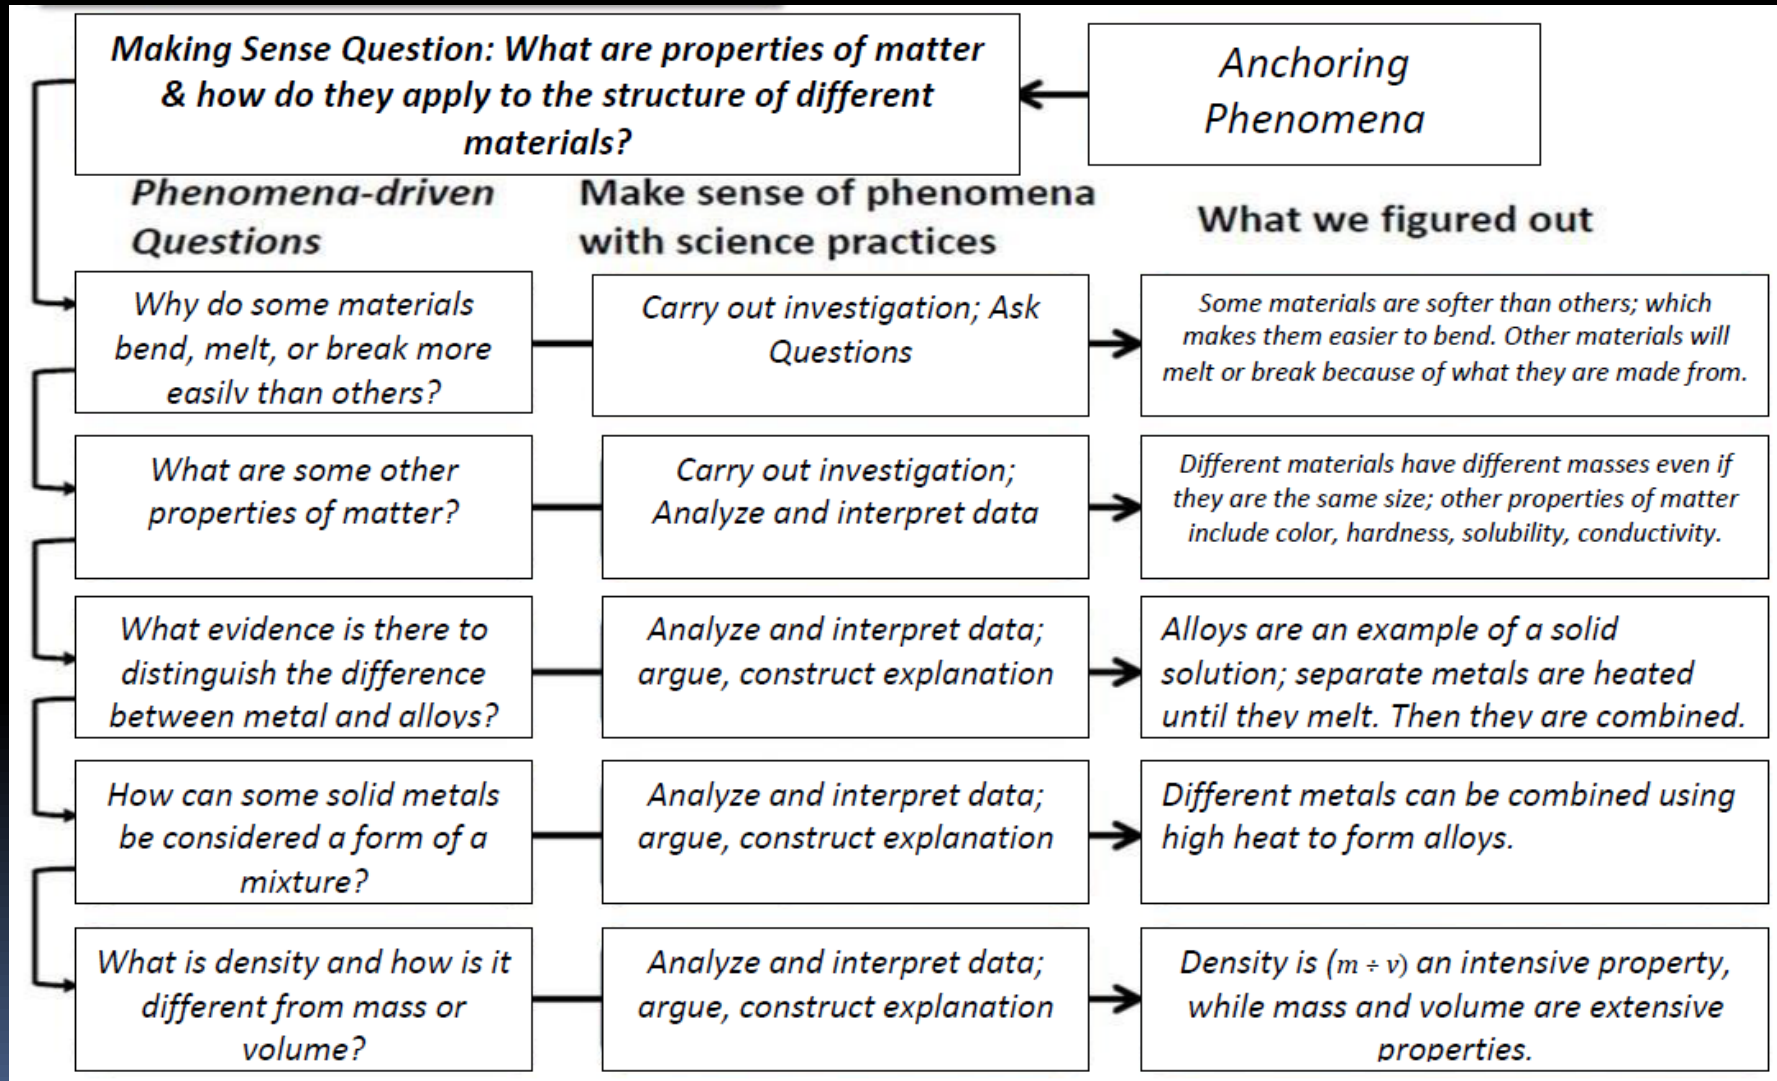 Making Sense Question: What are properties of matter
& how do they apply to the structure of different
materials?
Anchoring
Phenomena
Phenomena-driven
Questions
Make sense of phenomena
with science practices
What we figured out
Why do some materials
bend, melt, or break more
easily than others?
Carry out investigation; Ask
Questions
Some materials are softer than others; which
makes them easier to bend. Other materials will
melt or break because of what they are made from.
What are some other
properties of matter?
Carry out investigation;
Analyze and interpret data
Different materials have different masses even if
they are the same size; other properties of matter
include color, hardness, solubility, conductivity.
What evidence is there to
distinguish the difference
between metal and alloys?
Analyze and interpret data;
argue, construct explanation
Alloys are an example of a solid
solution; separate metals are heated
until they melt. Then they are combined.
How can some solid metals
be considered a form of a
mixture?
Analyze and interpret data;
argue, construct explanation
Different metals can be combined using
high heat to form alloys.
What is density and how is it
different from mass or
volume?
Analyze and interpret data;
argue, construct explanation
Density is (m ÷ v) an intensive property,
while mass and volume are extensive
properties.